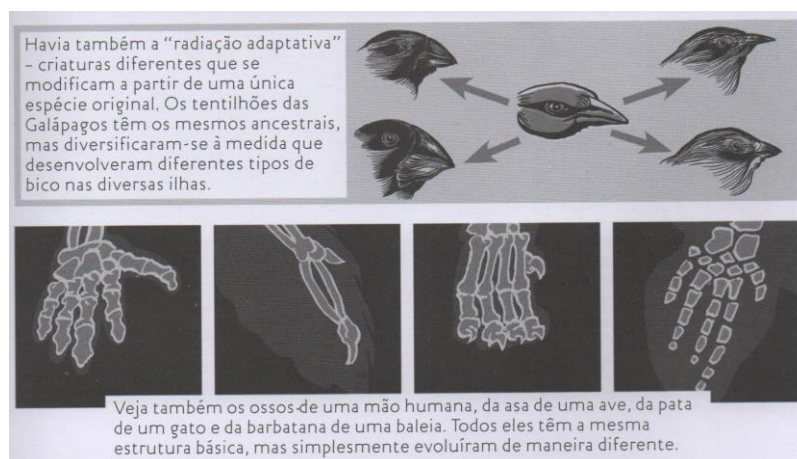 Havia também a “radiação adaptativa”
– criaturas diferentes que se
modificam a partir de uma única
espécie original. Os tentilhões das
Galápagos têm os mesmos ancestrais,
mas diversificaram-se à medida que
desenvolveram diferentes tipos de
bico nas diversas ilhas.
Veja também os ossos de uma mão humana, da asa de uma ave, da pata
de um gato e da barbatana de uma baleia. Todos eles têm a mesma
estrutura básica, mas simplesmente evoluíram de maneira diferente.